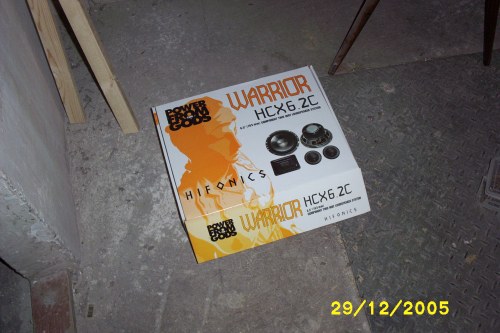 POWER
FROM
GODS
WARRIOR
HCX6.2C
HIFONICS
POWER
FROM
GODS
WARRIOR
HCX6.2C
HIFONICS
29/12/2005